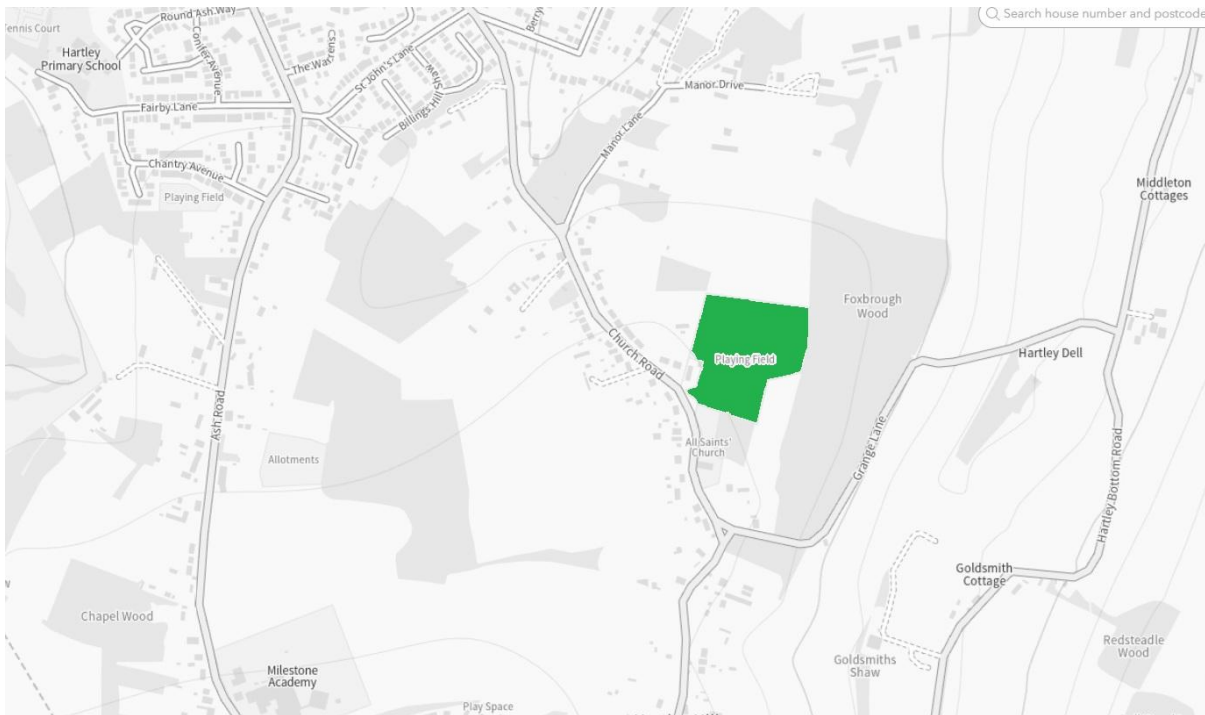 Round Ash Way
Tennis Court
Search house number and postcode
Hartley
Primary School
Conifer Avenue
The Warrens
St John's Lane
Manor Drive
Billings Hill Shaw
Fairby Lane
Manor Lane
Chantry Avenue
Playing Field
Middleton
Cottages
Foxbrough
Wood
Church Road
Playing Field
Hartley Dell
Ash Road
All Saints'
Church
Allotments
Grange Lane
Hartley Bottom Road
Goldsmith
Cottage
Chapel Wood
Redsteadle
Wood
Goldsmiths
Shaw
Milestone
Academy
Play Space